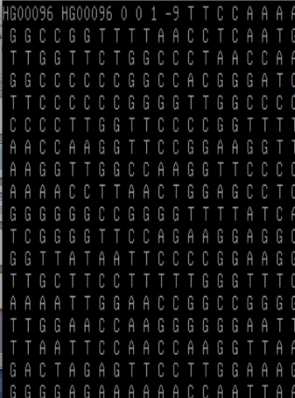 HG00096 HG00096 0 0 1 -9 T T C C A A A A
G G C C G G T T T T A A C C T C A A T C
T T G G T T C T G G C C C T A A C C A A
G G C C C C C C G G C C A C G G G A T C
T T C C C C C C G G G G T T G G C C C C
C C C C T T G G T T C C C C G G T T T T
A A C C A A G G T T C C G G A A G G T T
A A G G T T G G C C A A G G T T C C C C
A A A A C C T T A A C T G G A G C C T C
G G G G G G C C G G G G T T T T A T C A
T C G G G G T T C C A G A A G G A G G C
G G T T A T A A T T C C C C G G A A G G
T T G C T T C C T T T T T G G G T T T C
A A A A T T G G A A C C G G C C G G G G
T T G G A A C C A A G G G G G G A A T T
T T A A T T C C A A C C A A G G T T A A
G A C T A G A G T T C C T T G G A A A C
G G G G A G A A A A A A C C A A T T A A